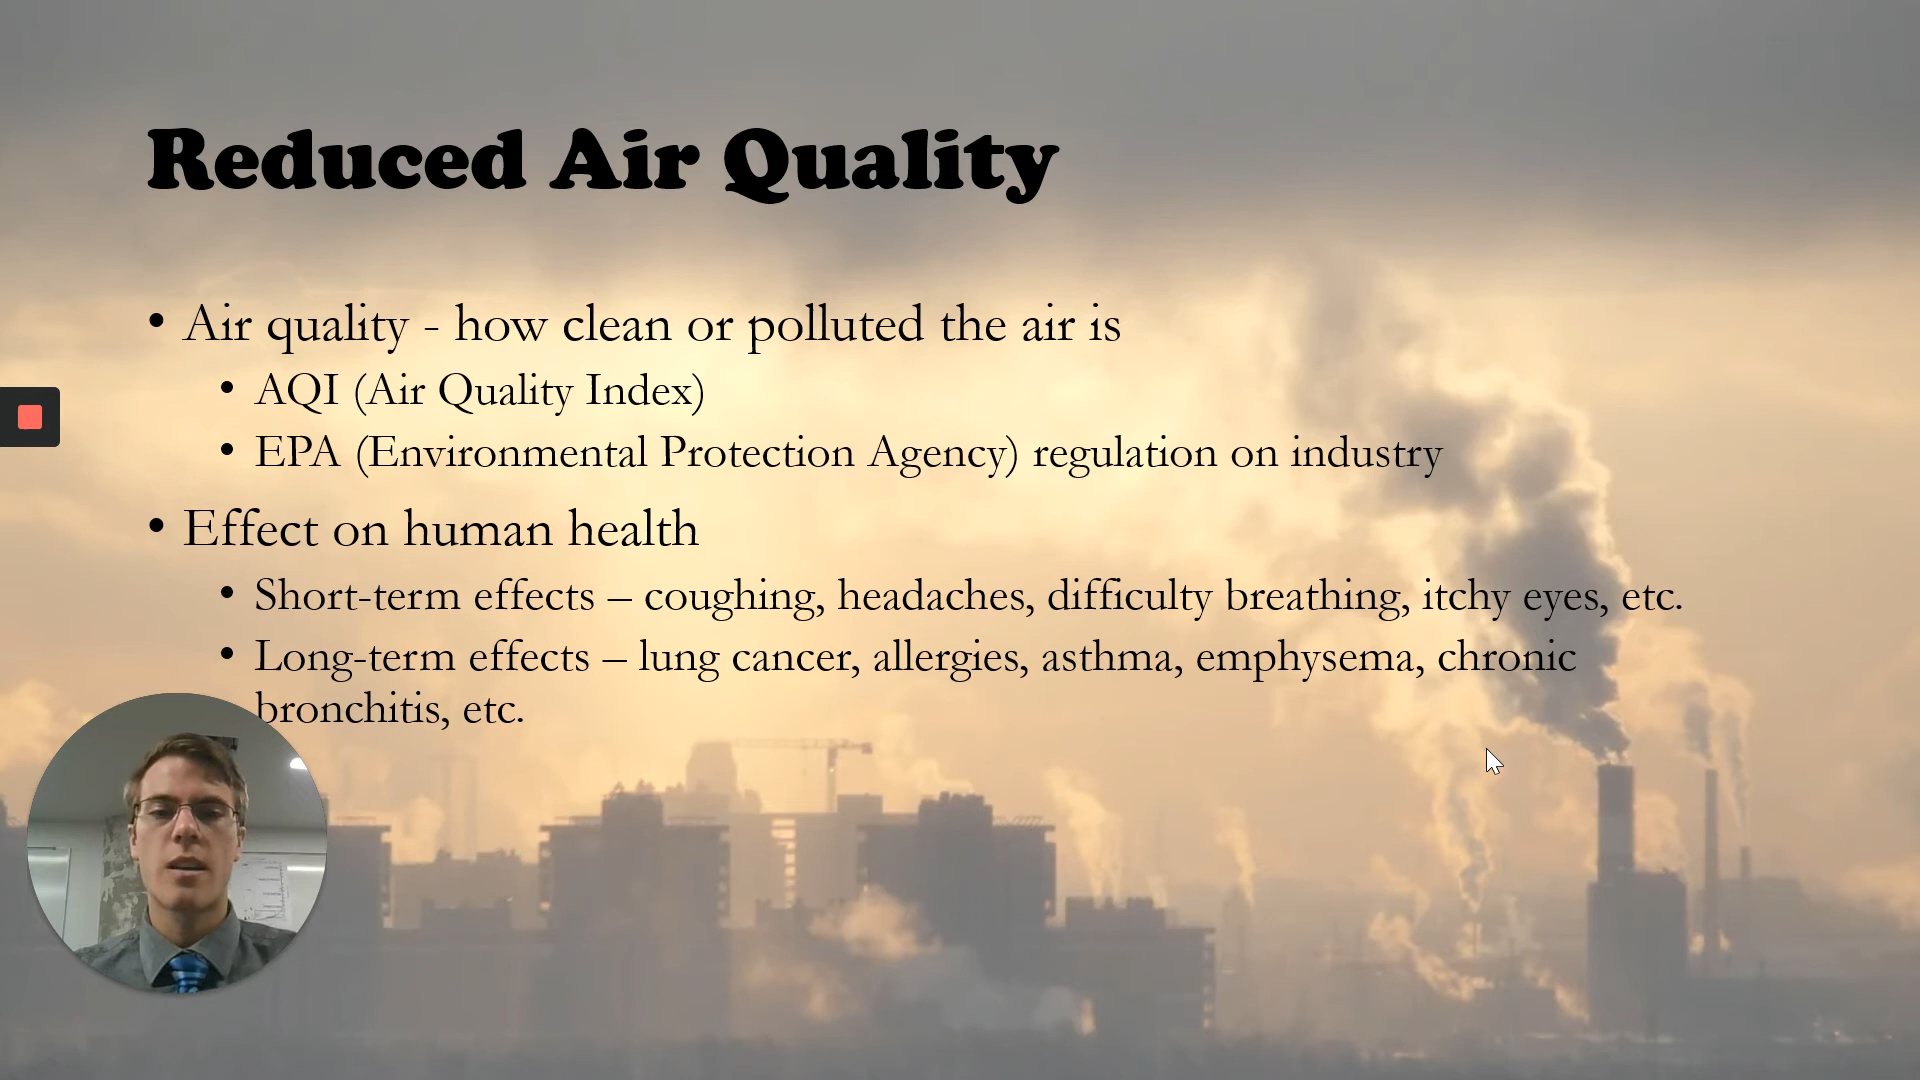 Reduced Air Quality
• Air quality - how clean or polluted the air is
• AQI (Air Quality Index)
• EPA (Environmental Protection Agency) regulation on industry
• Effect on human health
• Short-term effects – coughing, headaches, difficulty breathing, itchy eyes, etc.
• Long-term effects – lung cancer, allergies, asthma, emphysema, chronic
bronchitis, etc.